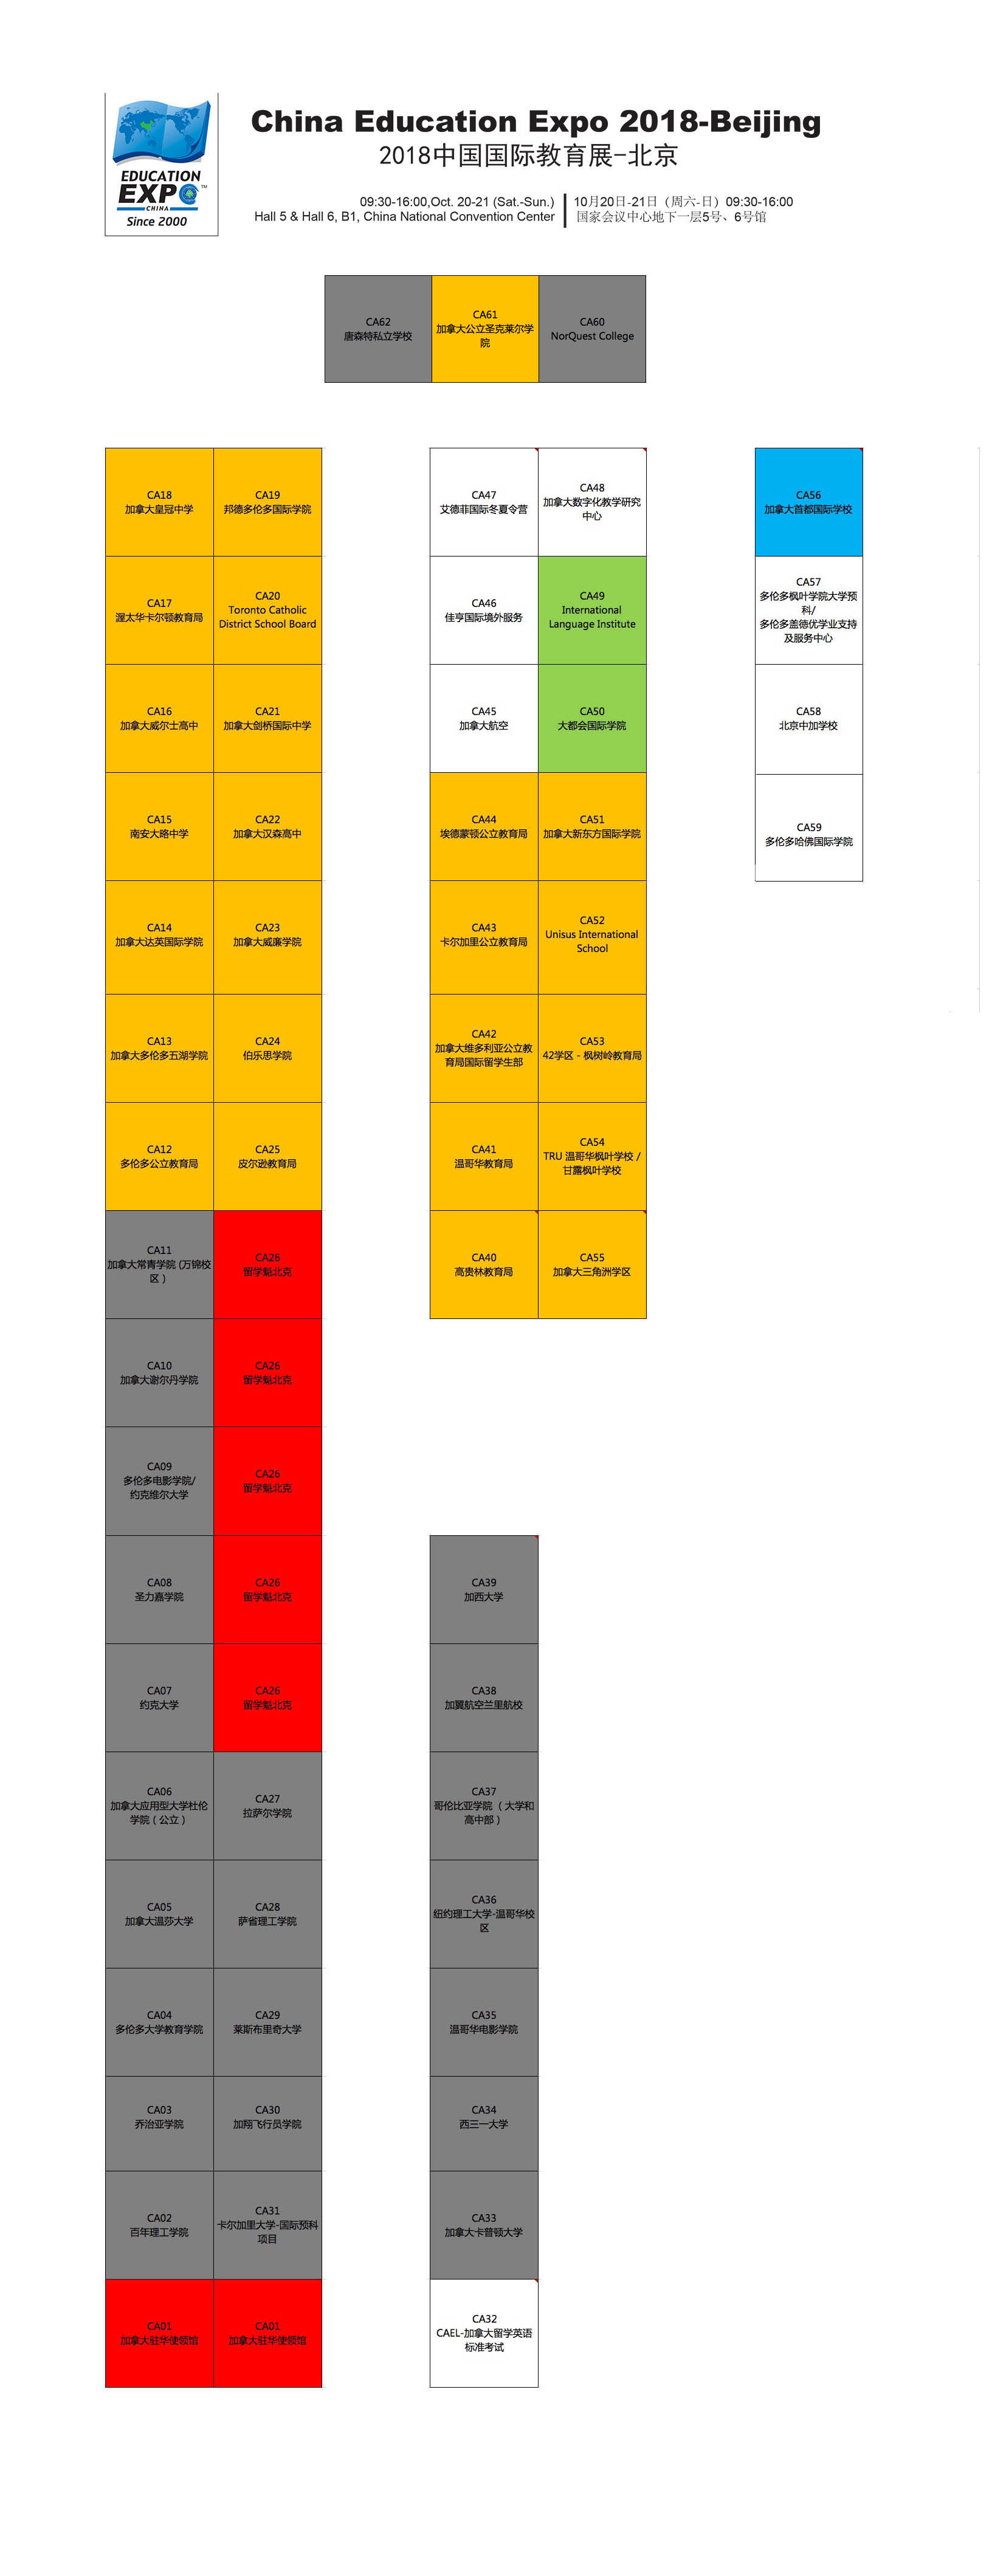 EDUCATION
EXPO TM
CHINA
Since 2000
China Education Expo 2018-Beijing
2018中国国际教育展-北京
09:30-16:00,Oct. 20-21 (Sat.-Sun.)
Hall 5 & Hall 6, B1, China National Convention Center
10月20日-21日（周六-日）09:30-16:00
国家会议中心地下一层5号、6号馆
CA62
唐森特私立学校
CA61
加拿大公立圣克莱尔学
院
CA60
NorQuest College
CA18
加拿大皇冠中学
CA19
邦德多伦多国际学院
CA47
艾德菲国际冬夏令营
CA48
加拿大数字化教学研究
中心
CA56
加拿大首都国际学校
CA17
渥太华卡尔顿教育局
CA20
Toronto Catholic
District School Board
CA46
佳亨国际境外服务
CA49
International
Language Institute
CA57
多伦多枫叶学院大学预
科/
多伦多盖德优学业支持
及服务中心
CA16
加拿大威尔士高中
CA21
加拿大剑桥国际中学
CA45
加拿大航空
CA50
大都会国际学院
CA58
北京中加学校
CA15
南安大略中学
CA22
加拿大汉森高中
CA44
埃德蒙顿公立教育局
CA51
加拿大新东方国际学院
CA59
多伦多哈佛国际学院
CA14
加拿大达英国际学院
CA23
加拿大威廉学院
CA43
卡尔加里公立教育局
CA52
Unisus International
School
CA13
加拿大多伦多五湖学院
CA24
伯乐思学院
CA42
加拿大维多利亚公立教
育局国际留学生部
CA53
42学区 - 枫树岭教育局
CA12
多伦多公立教育局
CA25
皮尔逊教育局
CA41
温哥华教育局
CA54
TRU 温哥华枫叶学校 /
甘露枫叶学校
CA11
加拿大常青学院 (万锦校
区 )
CA26
留学魁北克
CA40
高贵林教育局
CA55
加拿大三角洲学区
CA10
加拿大谢尔丹学院
CA26
留学魁北克
CA09
多伦多电影学院/
约克维尔大学
CA26
留学魁北克
CA08
圣力嘉学院
CA26
留学魁北克
CA39
加西大学
CA07
约克大学
CA26
留学魁北克
CA38
加翼航空兰里航校
CA06
加拿大应用型大学杜伦
学院 ( 公立 )
CA27
拉萨尔学院
CA37
哥伦比亚学院 （ 大学和
高中部 ）
CA05
加拿大温莎大学
CA28
萨省理工学院
CA36
纽约理工大学-温哥华校
区
CA04
多伦多大学教育学院
CA29
莱斯布里奇大学
CA35
温哥华电影学院
CA03
乔治亚学院
CA30
加翔飞行员学院
CA34
西三一大学
CA02
百年理工学院
CA31
卡尔加里大学-国际预科
项目
CA33
加拿大卡普顿大学
CA01
加拿大驻华使领馆
CA01
加拿大驻华使领馆
CA32
CAEL-加拿大留学英语
标准考试